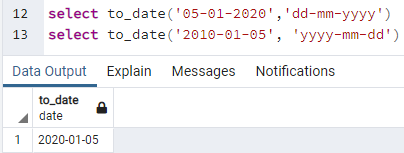 12 select to_date('05-01-2020','dd-mm-yyyy')
13 select to_date('2010-01-05', 'yyyy-mm-dd')
Data Output Explain Messages Notifications
to_date
date
1 2020-01-05